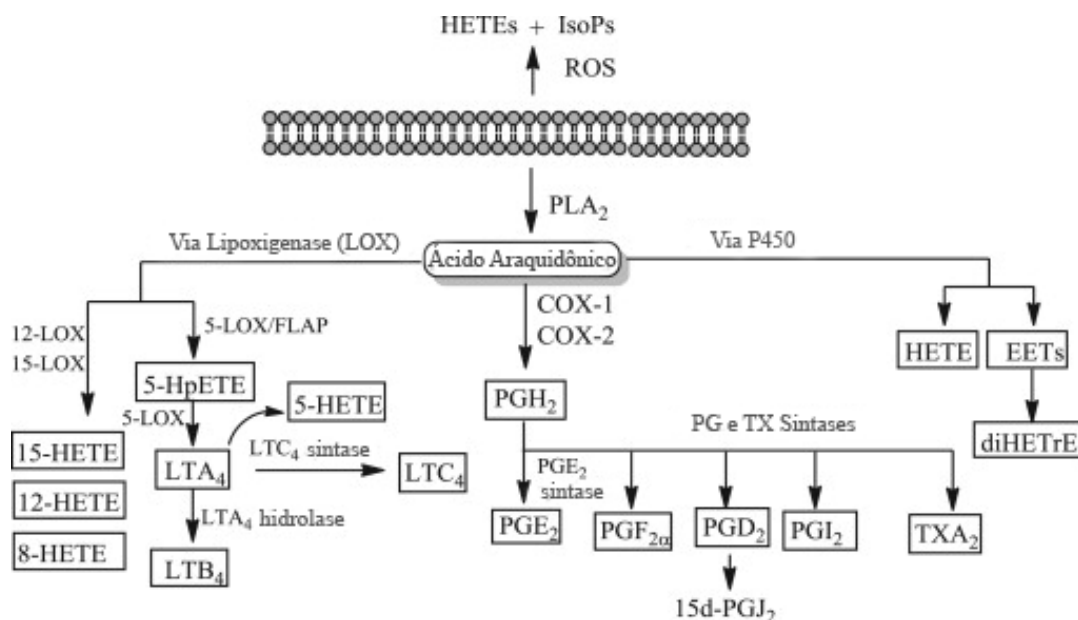 HETEs + IsoPs
ROS
PLA₂
Via Lipoxigenase (LOX)
Ácido Araquidônico
Via P450
12-LOX
15-LOX
5-LOX/FLAP
COX-1
COX-2
HETE
EETs
5-HpETE
5-LOX
5-HETE
PGH₂
diHETrE
15-HETE
LTA₄
LTC₄ sintase
LTC₄
PG e TX Sintases
PGE₂
sintase
12-HETE
LTA₄ hidrolase
8-HETE
LTB₄
PGE₂
PGF₂α
PGD₂
PGI₂
TXA₂
15d-PGJ₂